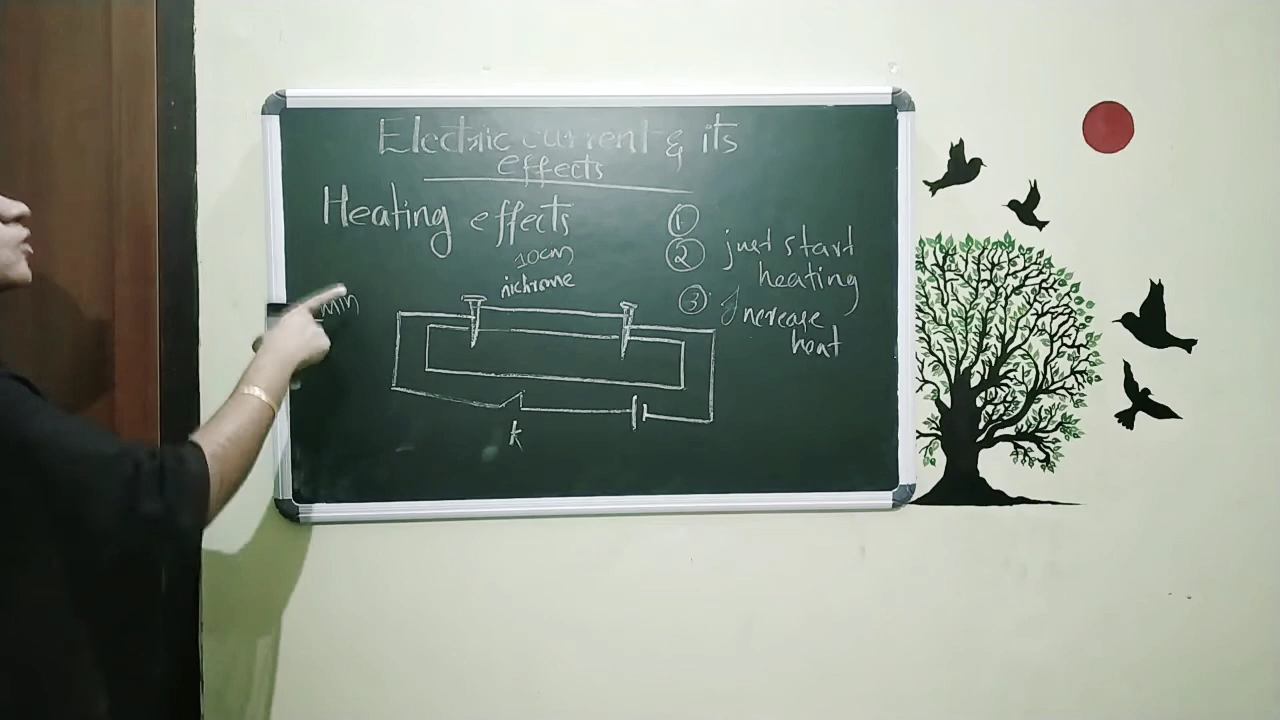 Electric current & its
effects
Heating effects
10cm
nichrome
min
K
①
② just start
heating
③ Increase
heat